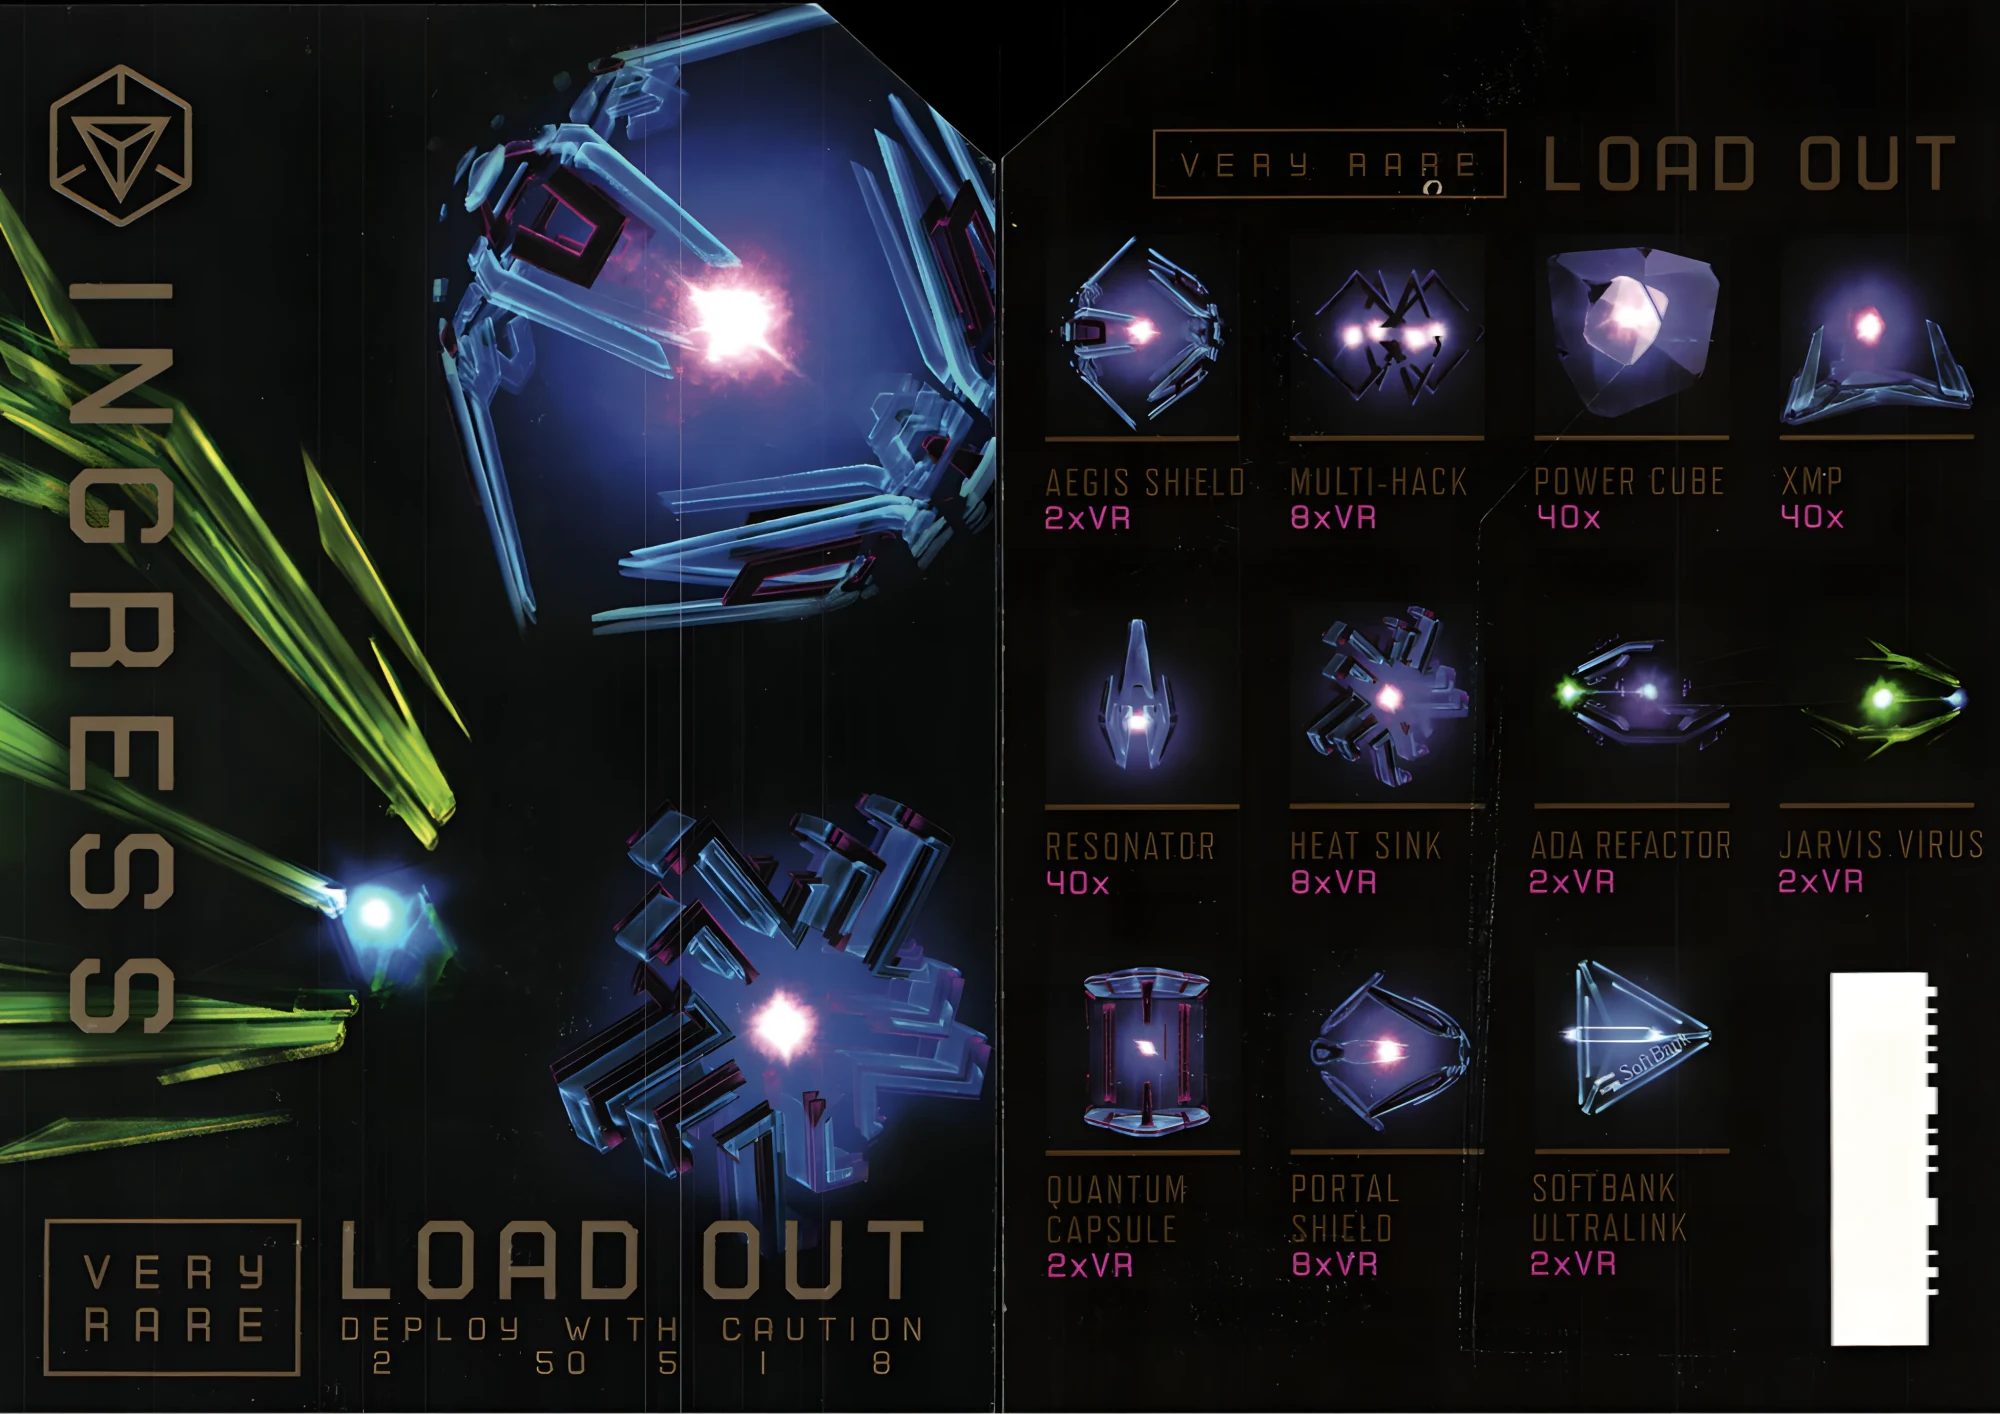 INGRESS
VERY
RARE
LOAD OUT
DEPLOY WITH CAUTION
2 50 5 1 8
VERY RARE
LOAD OUT
AEGIS SHIELD
2xVR
MULTI-HACK
8xVR
POWER CUBE
40x
XMP
40x
RESONATOR
40x
HEAT SINK
8xVR
ADA REFACTOR
2xVR
JARVIS VIRUS
2xVR
SoftBank
QUANTUM
CAPSULE
2xVR
PORTAL
SHIELD
8xVR
SOFTBANK
ULTRALINK
2xVR